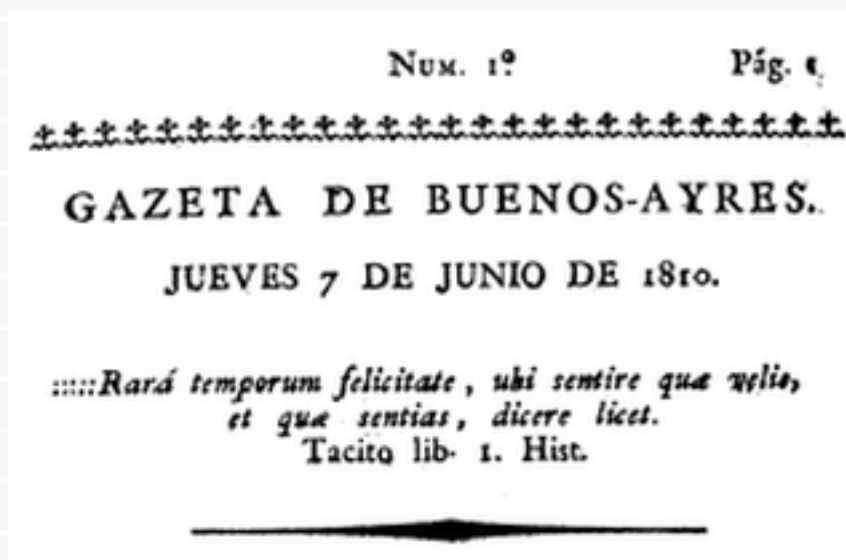 NUM. 1º Pág. 1
GAZETA DE BUENOS-AYRES.
JUEVES 7 DE JUNIO DE 1810.
:::::Rará temporum felicitate, ubi sentire quæ velis,
et quæ sentias, dicere licet.
Tacito lib. 1. Hist.